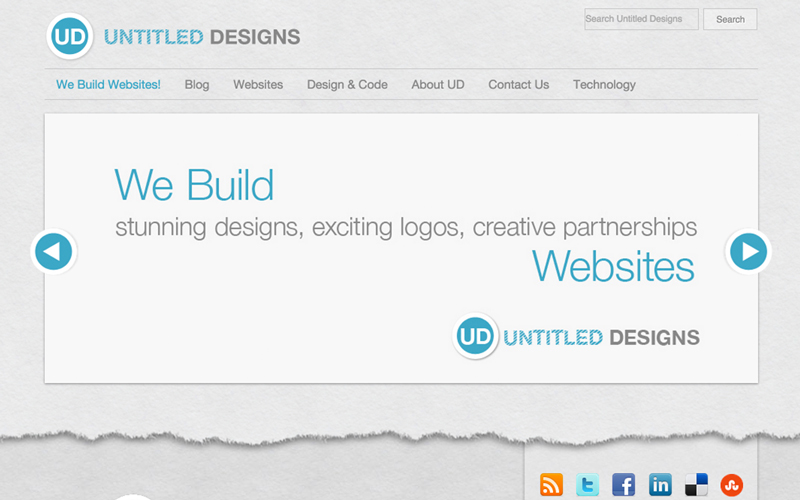 UD UNTITLED DESIGNS
Search Untitled Designs Search
We Build Websites! Blog Websites Design & Code About UD Contact Us Technology
We Build
stunning designs, exciting logos, creative partnerships
Websites
UD UNTITLED DESIGNS